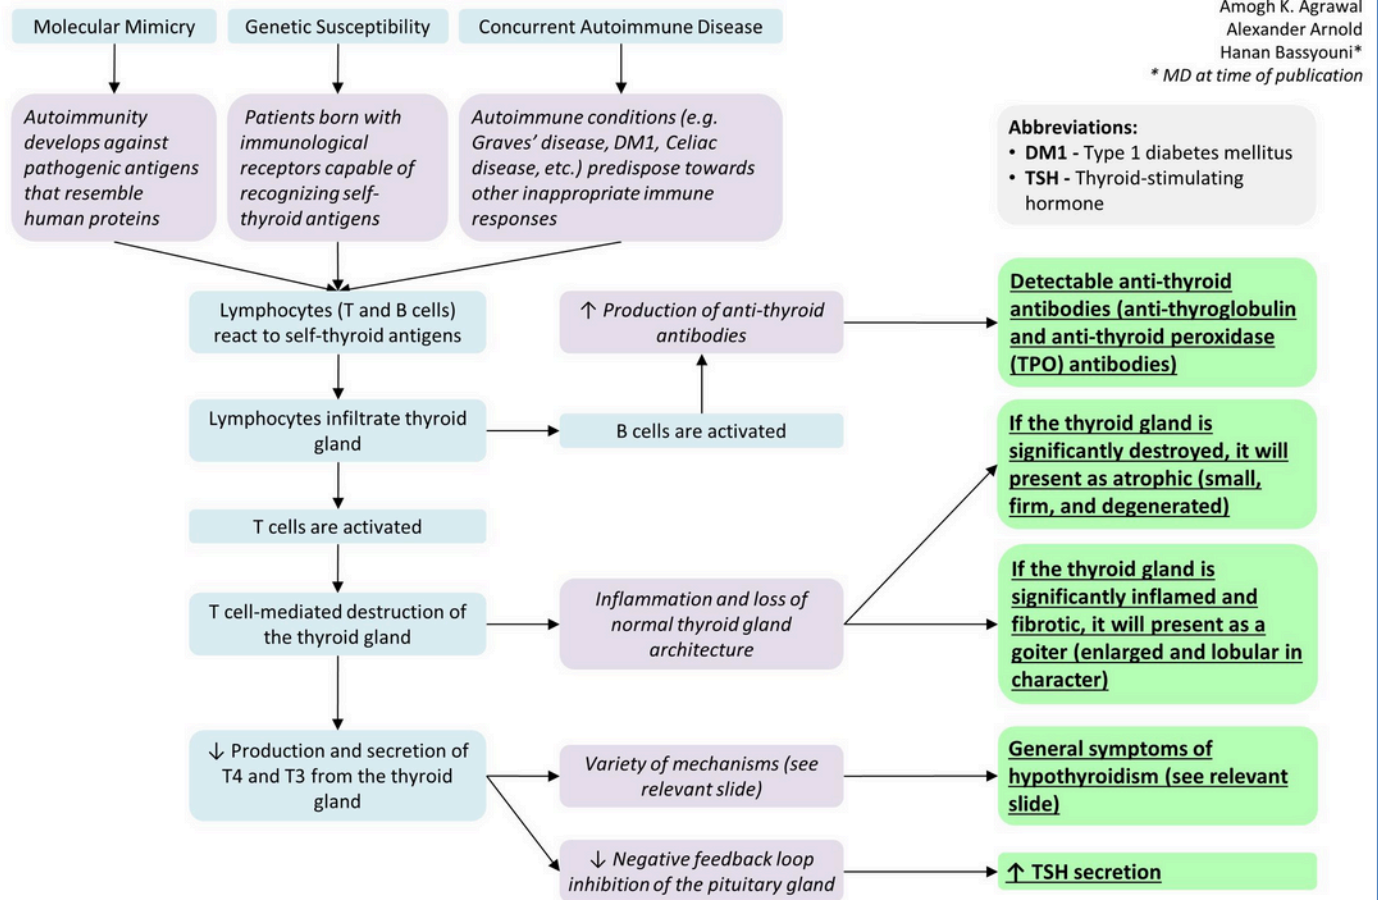 Amogh K. Agrawal
Alexander Arnold
Hanan Bassyouni*
* MD at time of publication
Molecular Mimicry
Genetic Susceptibility
Concurrent Autoimmune Disease
Autoimmunity
develops against
pathogenic antigens
that resemble
human proteins
Patients born with
immunological
receptors capable of
recognizing self-
thyroid antigens
Autoimmune conditions (e.g.
Graves’ disease, DM1, Celiac
disease, etc.) predispose towards
other inappropriate immune
responses
Abbreviations:
• DM1 - Type 1 diabetes mellitus
• TSH - Thyroid-stimulating
hormone
Lymphocytes (T and B cells)
react to self-thyroid antigens
↑ Production of anti-thyroid
antibodies
Detectable anti-thyroid
antibodies (anti-thyroglobulin
and anti-thyroid peroxidase
(TPO) antibodies)
Lymphocytes infiltrate thyroid
gland
B cells are activated
If the thyroid gland is
significantly destroyed, it will
present as atrophic (small,
firm, and degenerated)
T cells are activated
T cell-mediated destruction of
the thyroid gland
Inflammation and loss of
normal thyroid gland
architecture
If the thyroid gland is
significantly inflamed and
fibrotic, it will present as a
goiter (enlarged and lobular in
character)
↓ Production and secretion of
T4 and T3 from the thyroid
gland
Variety of mechanisms (see
relevant slide)
General symptoms of
hypothyroidism (see relevant
slide)
↓ Negative feedback loop
inhibition of the pituitary gland
↑ TSH secretion